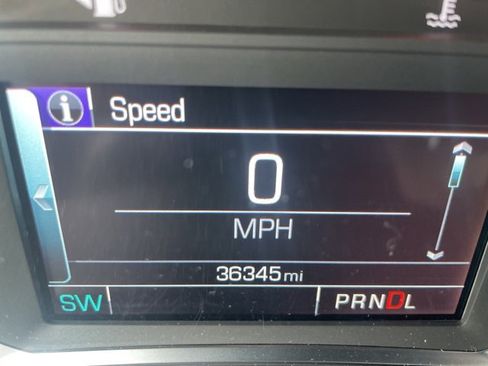 i Speed
0
MPH
36345 mi
SW PRNDL